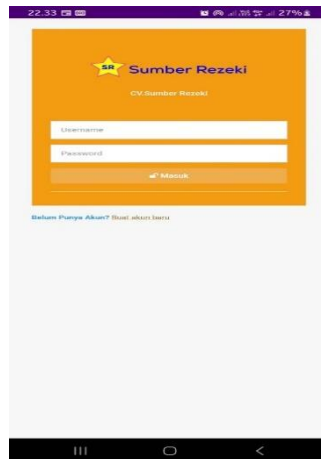 22.33 27%
SR Sumber Rezeki
CV.Sumber Rezeki
Username
Password
Masuk
Belum Punya Akun? Buat akun baru